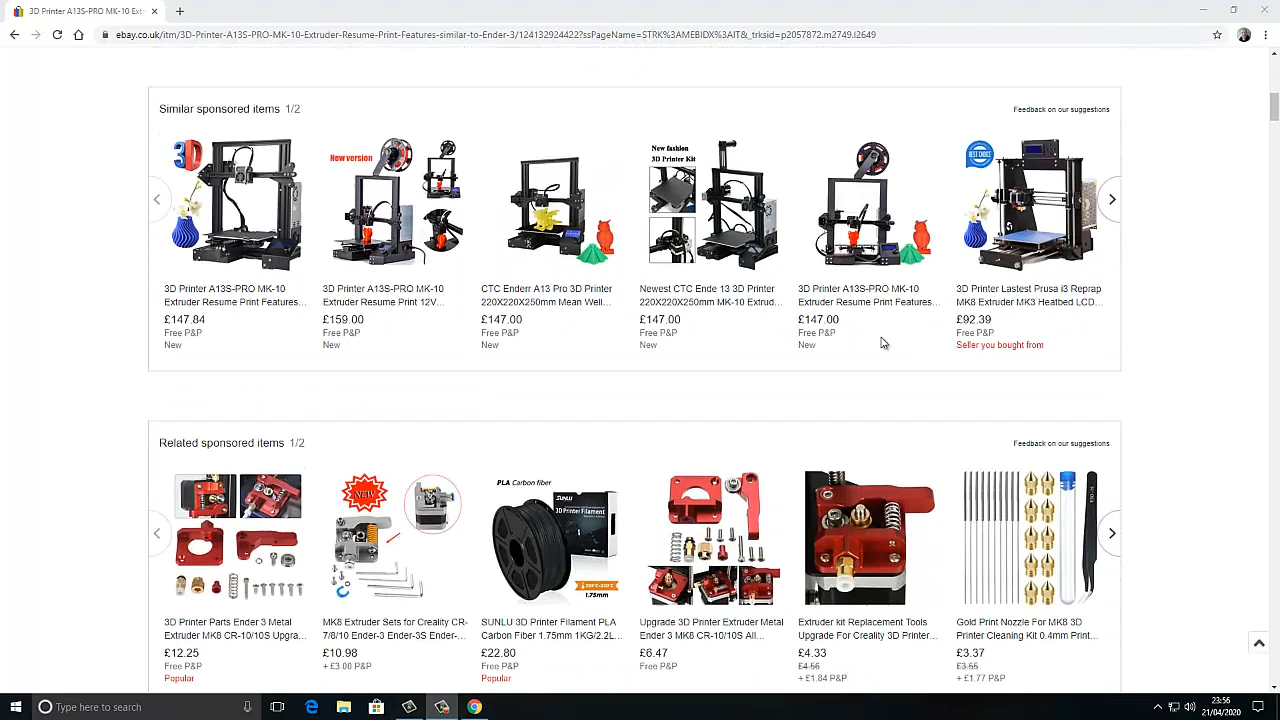 3D Printer A13S-PRO MK-10 Extr
ebay.co.uk/itm/3D-Printer-A13S-PRO-MK-10-Extruder-Resume-Print-Features-similar-to-Ender-3/124132924422?ssPageName=STRK%3AMEBIDX%3AIT&_trksid=p2057872.m2749.l2649
Similar sponsored items 1/2
Feedback on our suggestions
3D
New version
New fashion
3D Printer Kit
BEST CHOICE
3D Printer A13S-PRO MK-10
Extruder Resume Print Features...
£147.84
Free P&P
New
3D Printer A13S-PRO MK-10
Extruder Resume Print 12V...
£159.00
Free P&P
New
CTC Enderr A13 Pro 3D Printer
220X220X250mm Mean Well...
£147.00
Free P&P
New
Newest CTC Ende 13 3D Printer
220X220X250mm MK-10 Extrud...
£147.00
Free P&P
New
3D Printer A13S-PRO MK-10
Extruder Resume Print Features...
£147.00
Free P&P
New
3D Printer Lastest Prusa i3 Reprap
MK8 Extruder MK3 Heatbed LCD...
£92.39
Free P&P
Seller you bought from
Related sponsored items 1/2
Feedback on our suggestions
NEW
PLA Carbon fiber
SUNLU
3D Printer Filament
1.75mm
3D Printer Parts Ender 3 Metal
Extruder MK8 CR-10/10S Upgra...
£12.25
Free P&P
Popular
MK8 Extruder Sets for Creality CR-
7/8/10 Ender-3 Ender-3S Ender-...
£10.98
+ £3.00 P&P
SUNLU 3D Printer Filament PLA
Carbon Fiber 1.75mm 1KG/2.2L...
£22.80
Free P&P
Popular
Upgrade 3D Printer Extruder Metal
Ender 3 MK8 CR-10/10S All...
£6.47
Free P&P
Extruder kit Replacement Tools
Upgrade For Creality 3D Printer...
£4.33
£4.56
+ £1.84 P&P
Gold Print Nozzle For MK8 3D
Printer Cleaning Kit 0.4mm Print...
£3.37
£3.55
+ £1.77 P&P
Type here to search
23:56
21/04/2020